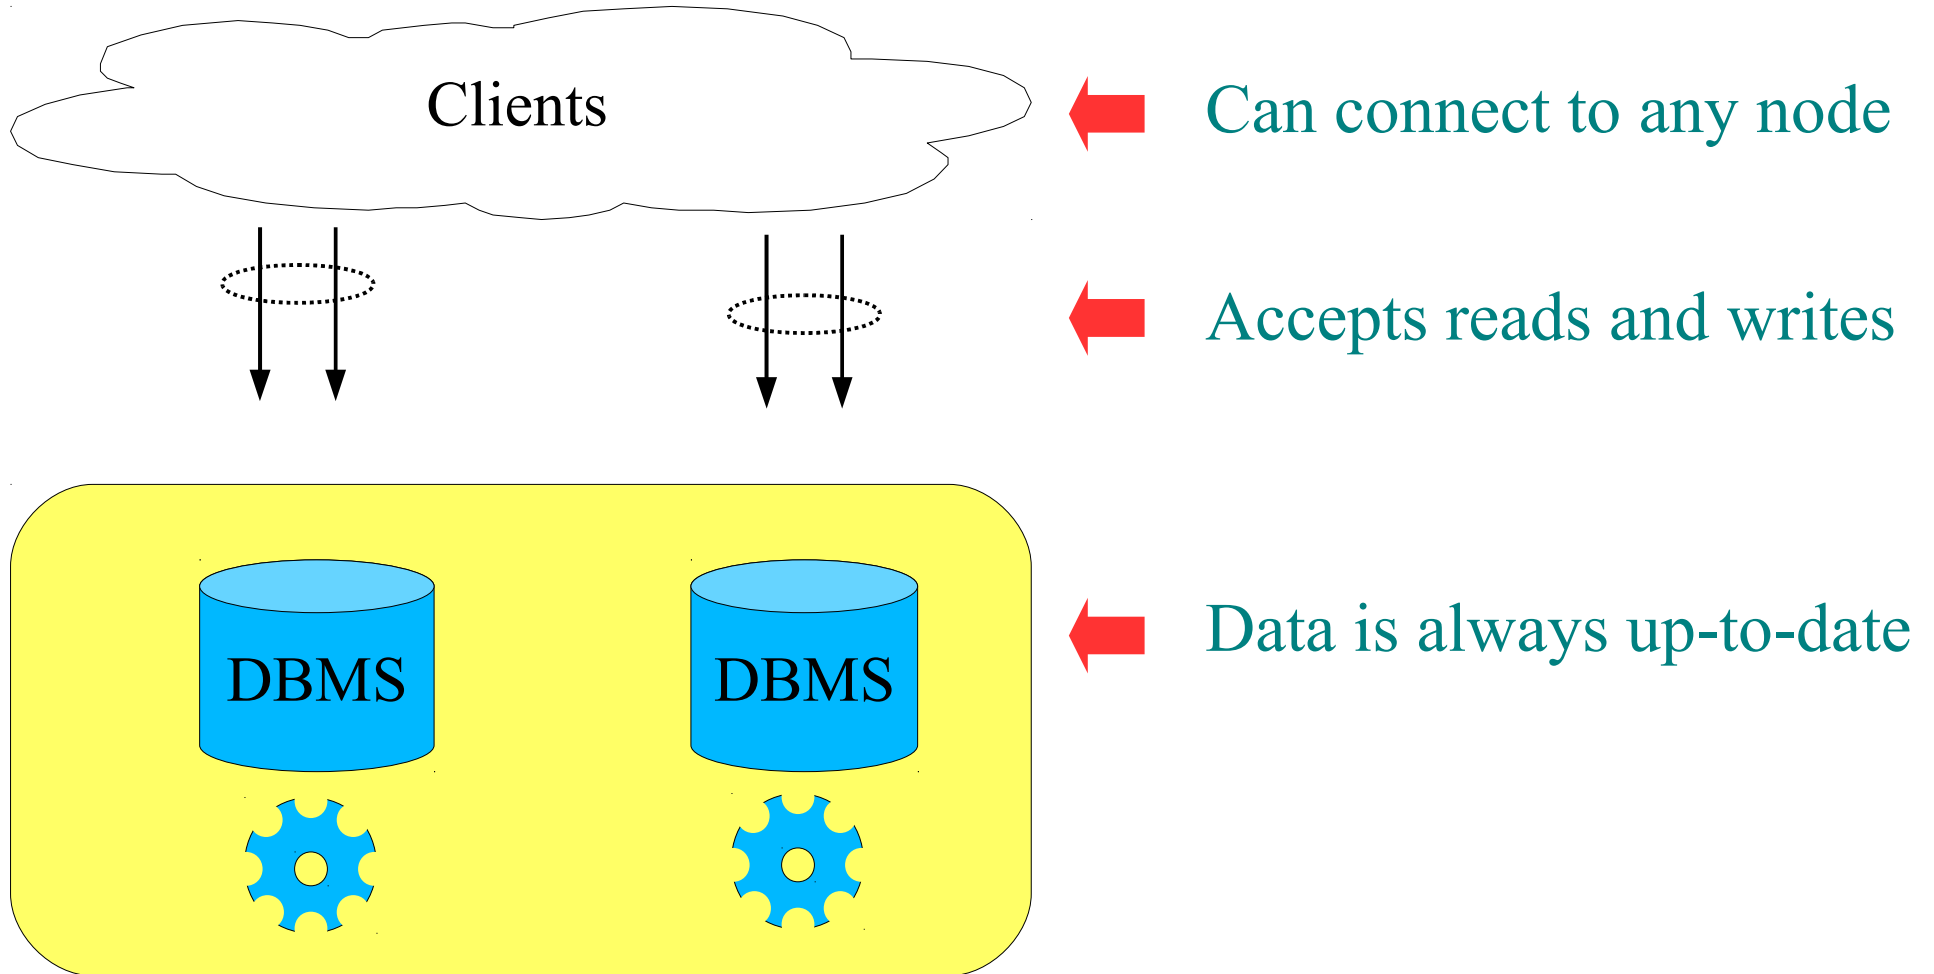 Clients
Can connect to any node
Accepts reads and writes
DBMS
DBMS
Data is always up-to-date